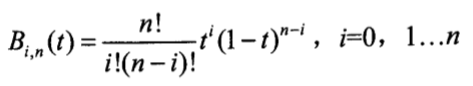 B_{i,n}(t) = \frac{n!}{i!(n-i)!} t^i (1-t)^{n-i}， i=0， 1…n